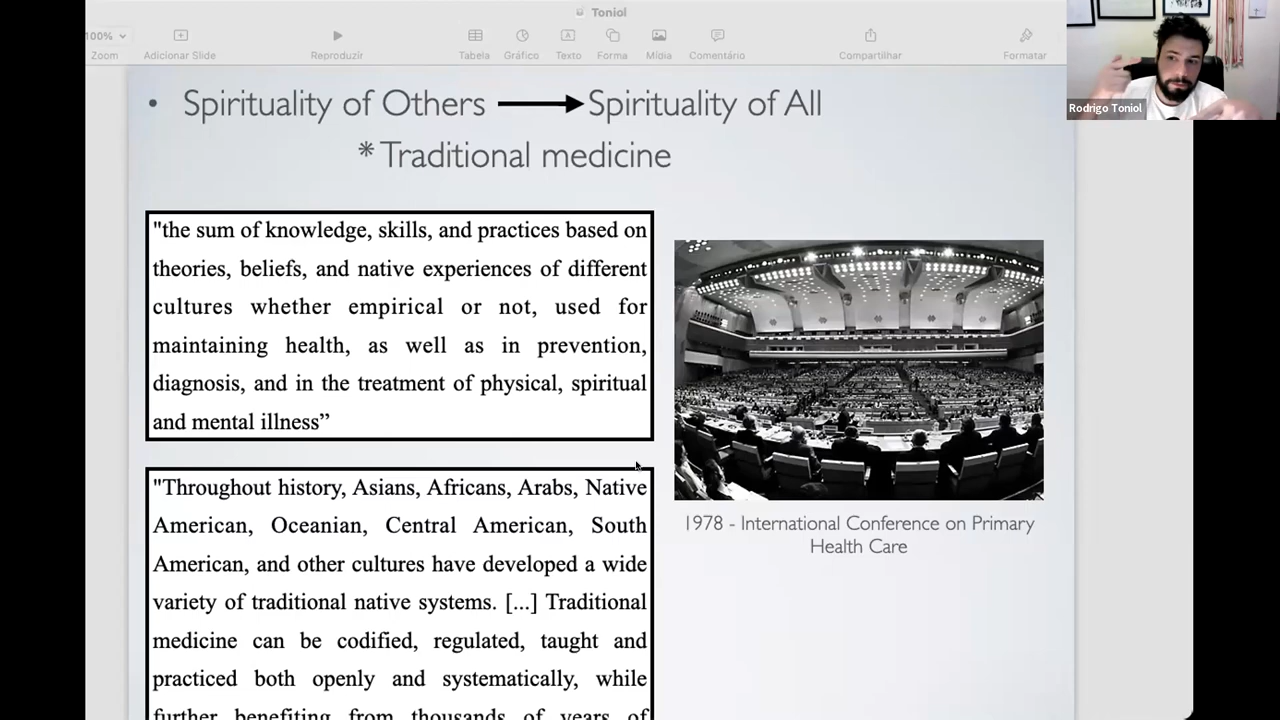 Toniol
100%
Zoom
Adicionar Slide
Reproduzir
Tabela
Gráfico
Texto
Forma
Mídia
Comentário
Compartilhar
Formatar
Rodrigo Toniol
• Spirituality of Others → Spirituality of All
* Traditional medicine
"the sum of knowledge, skills, and practices based on
theories, beliefs, and native experiences of different
cultures whether empirical or not, used for
maintaining health, as well as in prevention,
diagnosis, and in the treatment of physical, spiritual
and mental illness”
"Throughout history, Asians, Africans, Arabs, Native
American, Oceanian, Central American, South
American, and other cultures have developed a wide
variety of traditional native systems. [...] Traditional
medicine can be codified, regulated, taught and
practiced both openly and systematically, while
further benefiting from thousands of years of
1978 - International Conference on Primary
Health Care